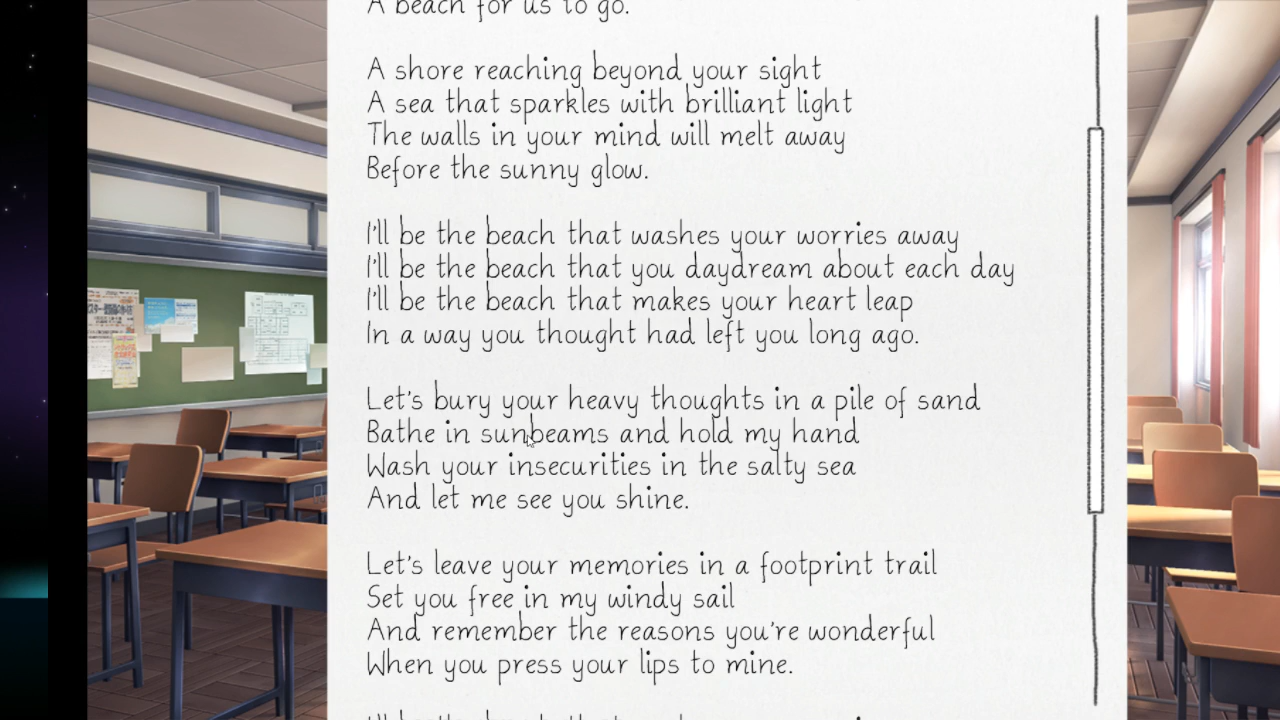 A beach for us to go.
A shore reaching beyond your sight
A sea that sparkles with brilliant light
The walls in your mind will melt away
Before the sunny glow.
I'll be the beach that washes your worries away
I'll be the beach that you daydream about each day
I'll be the beach that makes your heart leap
In a way you thought had left you long ago.
Let's bury your heavy thoughts in a pile of sand
Bathe in sunbeams and hold my hand
Wash your insecurities in the salty sea
And let me see you shine.
Let's leave your memories in a footprint trail
Set you free in my windy sail
And remember the reasons you're wonderful
When you press your lips to mine.